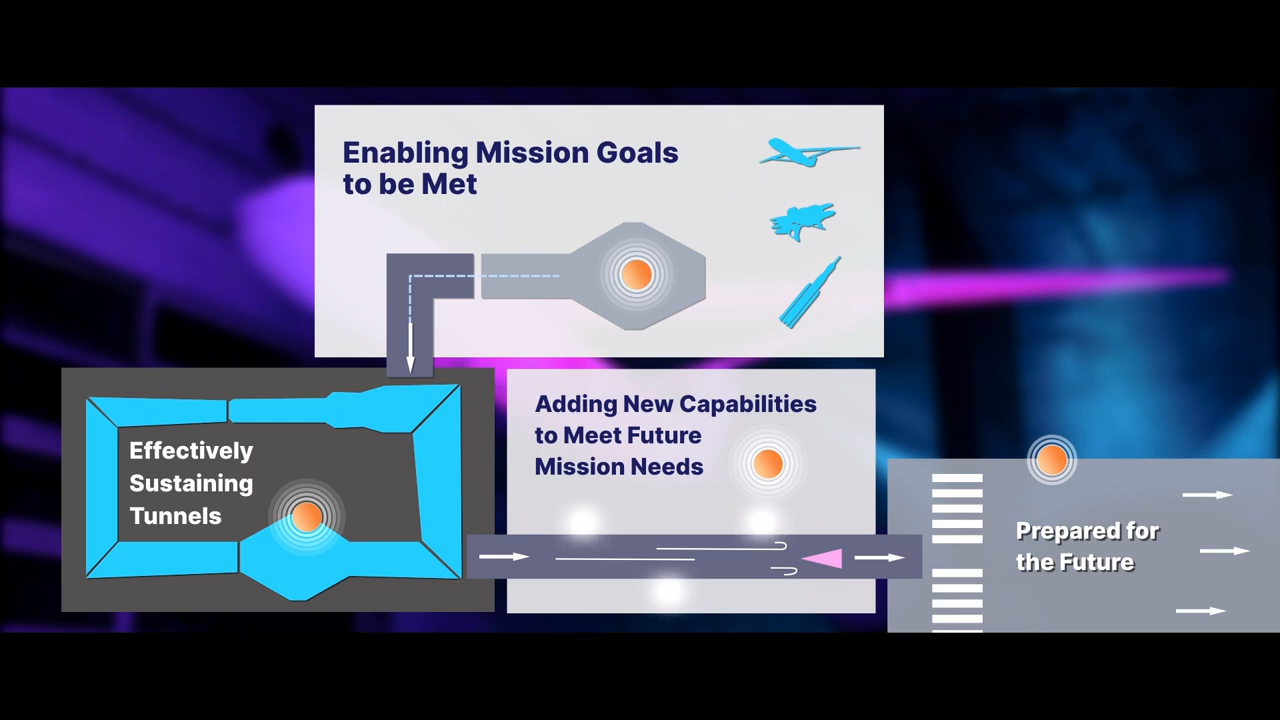 Enabling Mission Goals
to be Met
Effectively
Sustaining
Tunnels
Adding New Capabilities
to Meet Future
Mission Needs
Prepared for
the Future